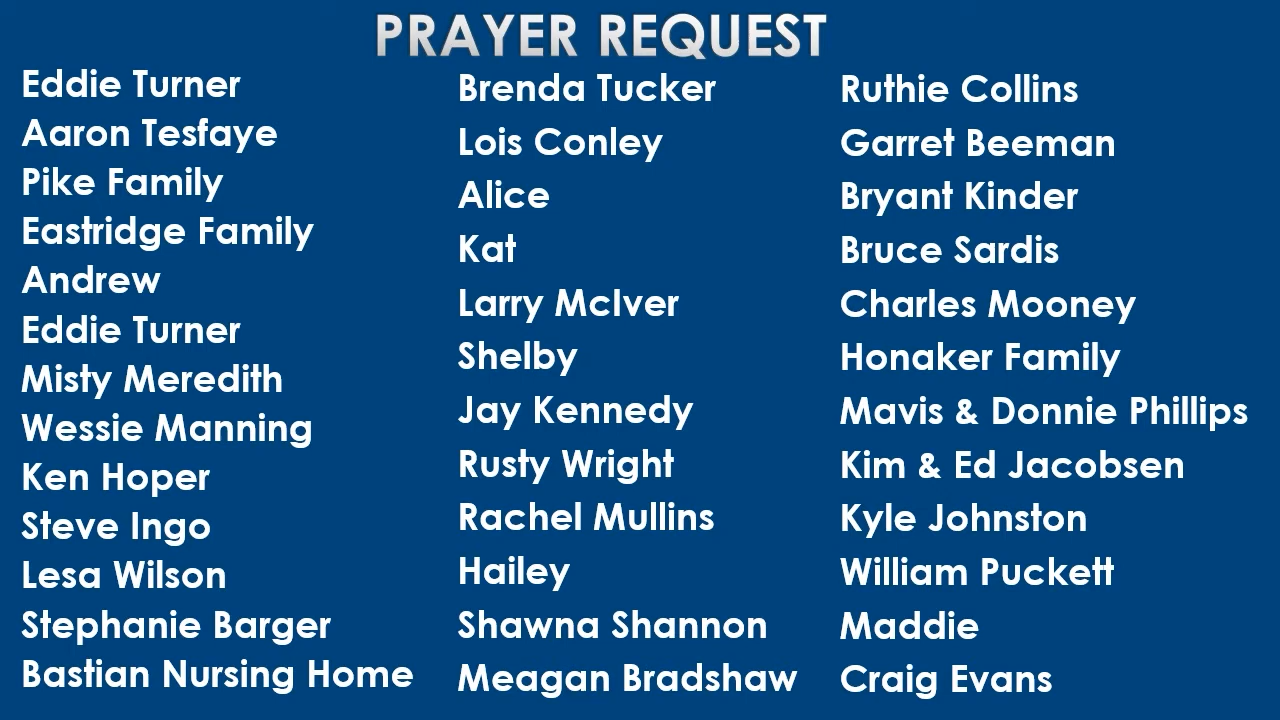 PRAYER REQUEST
Eddie Turner
Aaron Tesfaye
Pike Family
Eastridge Family
Andrew
Eddie Turner
Misty Meredith
Wessie Manning
Ken Hoper
Steve Ingo
Lesa Wilson
Stephanie Barger
Bastian Nursing Home
Brenda Tucker
Lois Conley
Alice
Kat
Larry McIver
Shelby
Jay Kennedy
Rusty Wright
Rachel Mullins
Hailey
Shawna Shannon
Meagan Bradshaw
Ruthie Collins
Garret Beeman
Bryant Kinder
Bruce Sardis
Charles Mooney
Honaker Family
Mavis & Donnie Phillips
Kim & Ed Jacobsen
Kyle Johnston
William Puckett
Maddie
Craig Evans